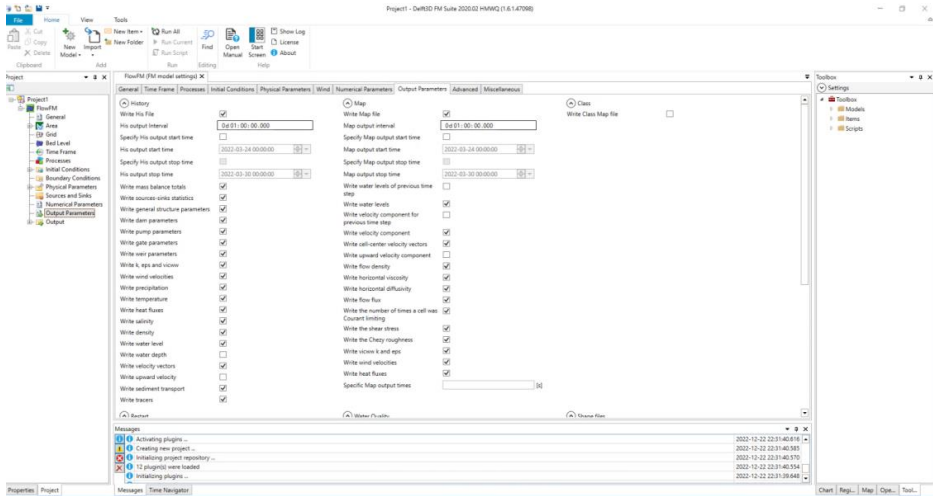 Project1 - Delft3D FM Suite 2020.02 HMWQ (1.6.1.47098)
File Home View Tools
Paste
Cut
Copy
Delete
Clipboard
New Model
Import
New Item
New Folder
Add
Run All
Run Current
Run Script
Run
Find
Editing
Open Manual
Start Screen
Show Log
License
About
Help
Project
Project1
FlowFM
General
Area
Grid
Bed Level
Time Frame
Processes
Initial Conditions
Boundary Conditions
Physical Parameters
Sources and Sinks
Numerical Parameters
Output Parameters
Output
FlowFM (FM model settings)
General Time Frame Processes Initial Conditions Physical Parameters Wind Numerical Parameters Output Parameters Advanced Miscellaneous
History
Write His File
His output Interval 0d 01 : 00 : 00 .000
Specify His output start time
His output start time 2022-03-24 00:00:00
Specify His output stop time
His output stop time 2022-03-30 00:00:00
Write mass balance totals
Write sources-sinks statistics
Write general structure parameters
Write dam parameters
Write pump parameters
Write gate parameters
Write weir parameters
Write k, eps and vicww
Write wind velocities
Write precipitation
Write temperature
Write heat fluxes
Write salinity
Write density
Write water level
Write water depth
Write velocity vectors
Write upward velocity
Write sediment transport
Write tracers
Restart
Map
Write Map file
Map output interval 0d 01 : 00 : 00 .000
Specify Map output start time
Map output start time 2022-03-24 00:00:00
Specify Map output stop time
Map output stop time 2022-03-30 00:00:00
Write water levels of previous time
step
Write water levels
Write velocity component for
previous time step
Write velocity component
Write cell-center velocity vectors
Write upward velocity component
Write flow density
Write horizontal viscosity
Write horizontal diffusivity
Write flow flux
Write the number of times a cell was
Courant limiting
Write the shear stress
Write the Chezy roughness
Write vicww k and eps
Write wind velocities
Write heat fluxes
Specific Map output times [s]
Water Quality
Class
Write Class Map file
Shape files
Toolbox
Settings
Toolbox
Models
Items
Scripts
Messages
Activating plugins ... 2022-12-22 22:31:40.616
Creating new project ... 2022-12-22 22:31:40.585
Initializing project repository ... 2022-12-22 22:31:40.570
12 plugin(s) were loaded 2022-12-22 22:31:40.554
Initializing plugins ... 2022-12-22 22:31:39.648
Properties Project
Messages Time Navigator
Chart Regi... Map Ope... Tool...